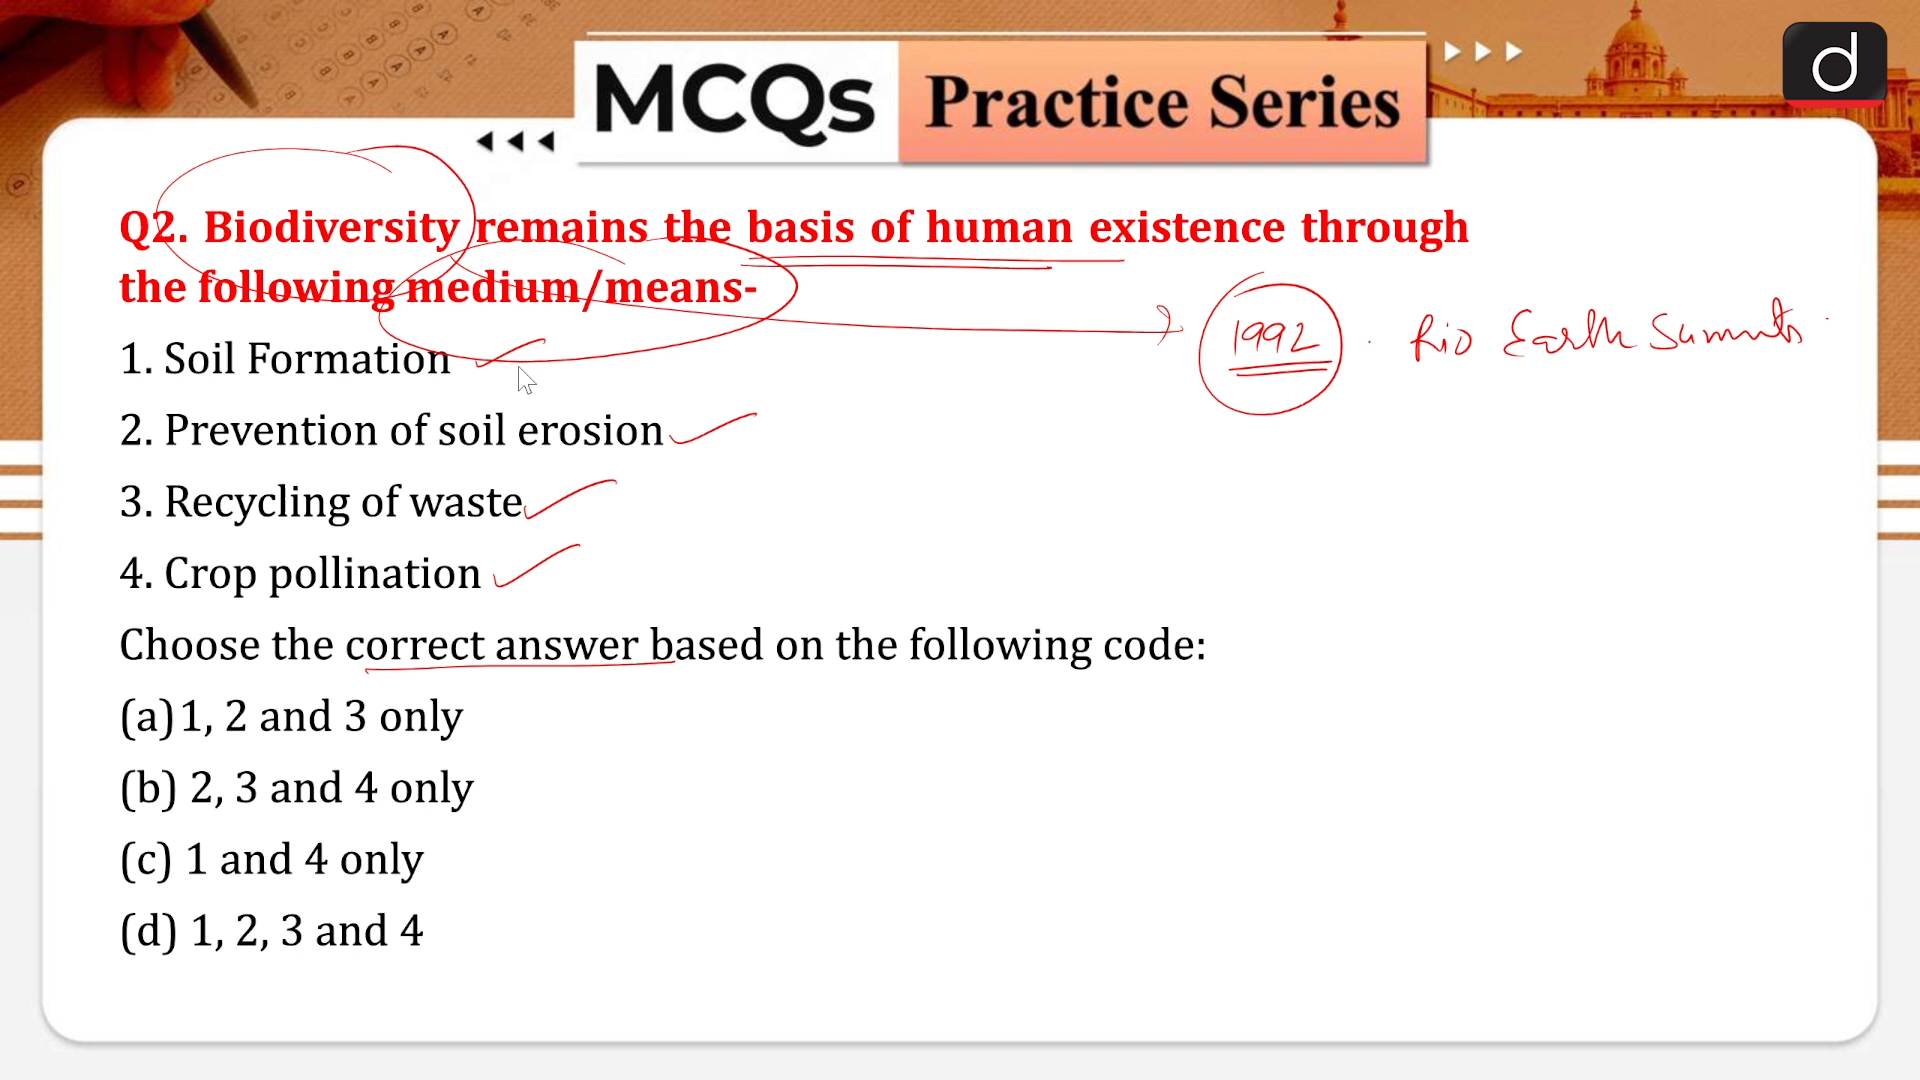 MCQs Practice Series
d
Q2. Biodiversity remains the basis of human existence through
the following medium/means-
1992 . Rio Earth Summits
1. Soil Formation
2. Prevention of soil erosion
3. Recycling of waste
4. Crop pollination
Choose the correct answer based on the following code:
(a)1, 2 and 3 only
(b) 2, 3 and 4 only
(c) 1 and 4 only
(d) 1, 2, 3 and 4